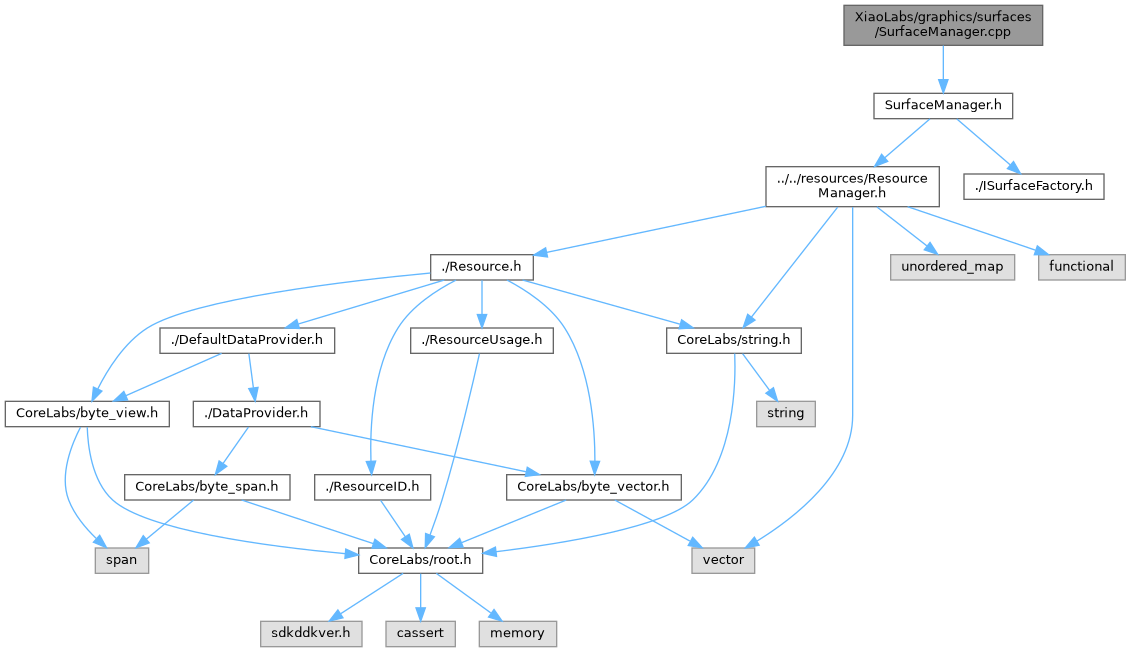 XiaoLabs/graphics/surfaces
/SurfaceManager.cpp
SurfaceManager.h
../../resources/Resource
Manager.h
./ISurfaceFactory.h
./Resource.h
unordered_map
functional
./DefaultDataProvider.h
./ResourceUsage.h
CoreLabs/string.h
CoreLabs/byte_view.h
./DataProvider.h
string
CoreLabs/byte_span.h
./ResourceID.h
CoreLabs/byte_vector.h
span
CoreLabs/root.h
vector
sdkddkver.h
cassert
memory